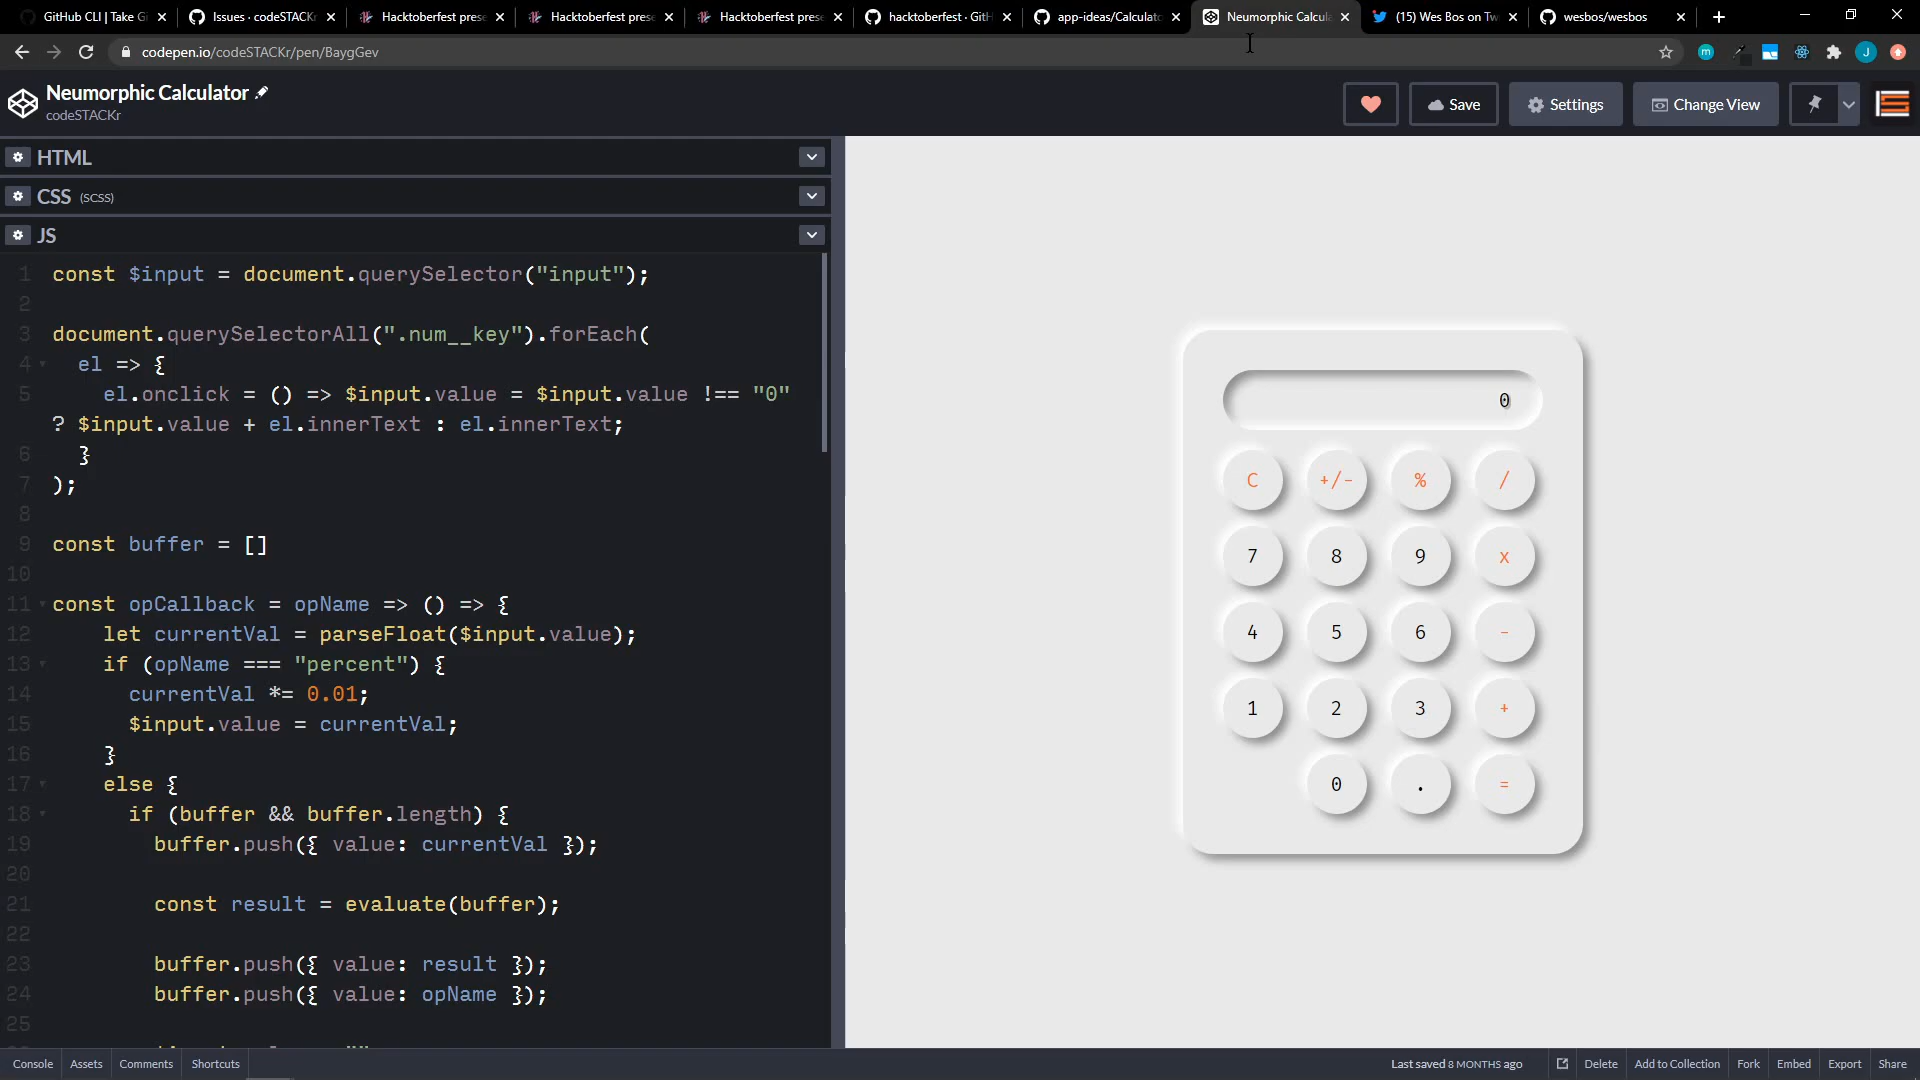 GitHub CLI | Take Gi
Issues · codeSTACKr
Hacktoberfest prese
Hacktoberfest prese
Hacktoberfest prese
hacktoberfest · GitH
app-ideas/Calculato
Neumorphic Calcula
(15) Wes Bos on Tw
wesbos/wesbos
codepen.io/codeSTACKr/pen/BaygGev
Neumorphic Calculator
codeSTACKr
Save
Settings
Change View
HTML
CSS (SCSS)
JS
1 const $input = document.querySelector("input");
2
3 document.querySelectorAll(".num__key").forEach(
4 el => {
5 el.onclick = () => $input.value = $input.value !== "0"
? $input.value + el.innerText : el.innerText;
6 }
7 );
8
9 const buffer = []
10
11 const opCallback = opName => () => {
12 let currentVal = parseFloat($input.value);
13 if (opName === "percent") {
14 currentVal *= 0.01;
15 $input.value = currentVal;
16 }
17 else {
18 if (buffer && buffer.length) {
19 buffer.push({ value: currentVal });
20
21 const result = evaluate(buffer);
22
23 buffer.push({ value: result });
24 buffer.push({ value: opName });
25
0
C +/- % /
7 8 9 x
4 5 6 -
1 2 3 +
0 . =
Console
Assets
Comments
Shortcuts
Last saved 8 MONTHS ago
Delete
Add to Collection
Fork
Embed
Export
Share